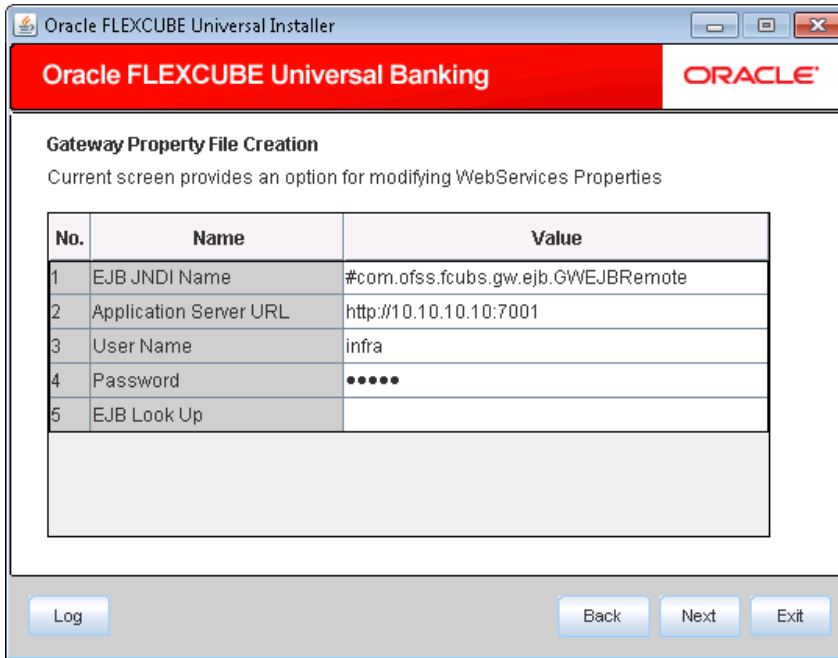 Oracle FLEXCUBE Universal Installer
Oracle FLEXCUBE Universal Banking
ORACLE®
Gateway Property File Creation
Current screen provides an option for modifying WebServices Properties
No. Name Value
1 EJB JNDI Name #com.ofss.fcubs.gw.ejb.GWEJBRemote
2 Application Server URL http://10.10.10.10:7001
3 User Name infra
4 Password •••••
5 EJB Look Up
Log Back Next Exit